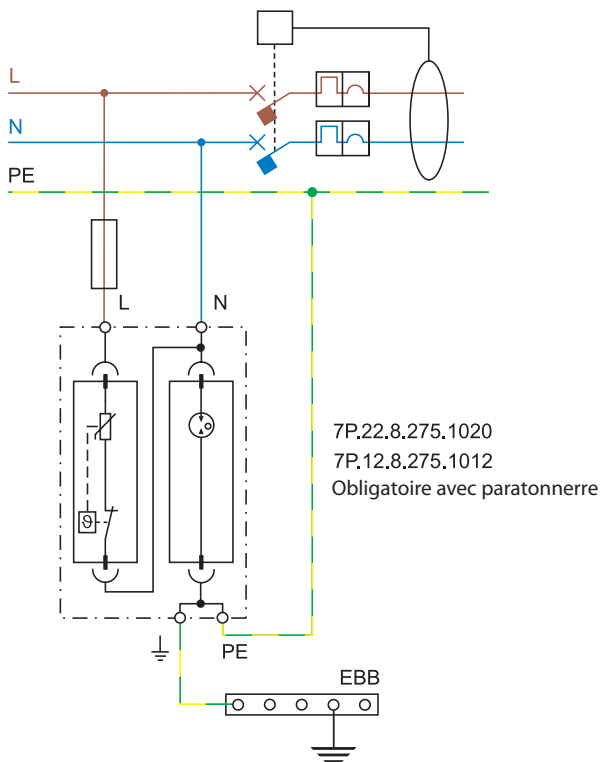 L
N
PE
L
N
7P.22.8.275.1020
7P.12.8.275.1012
Obligatoire avec paratonnerre
ϑ
PE
EBB